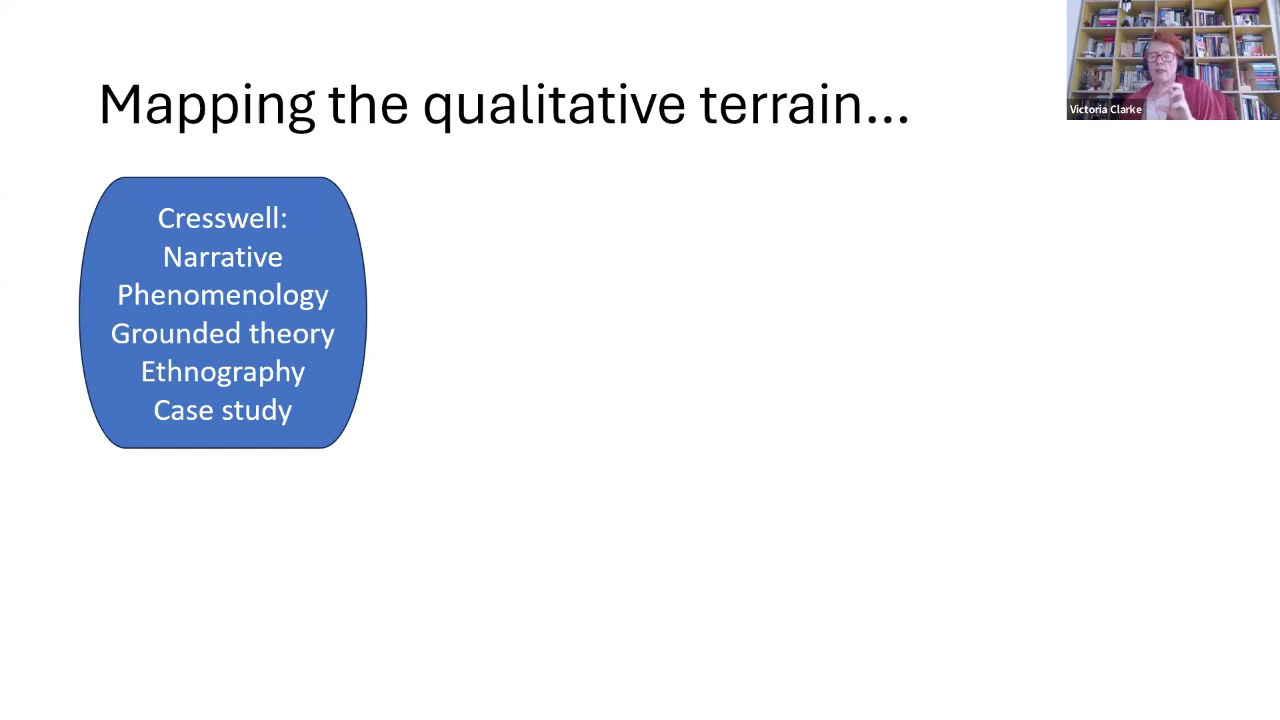 Mapping the qualitative terrain...
Victoria Clarke
Cresswell:
Narrative
Phenomenology
Grounded theory
Ethnography
Case study